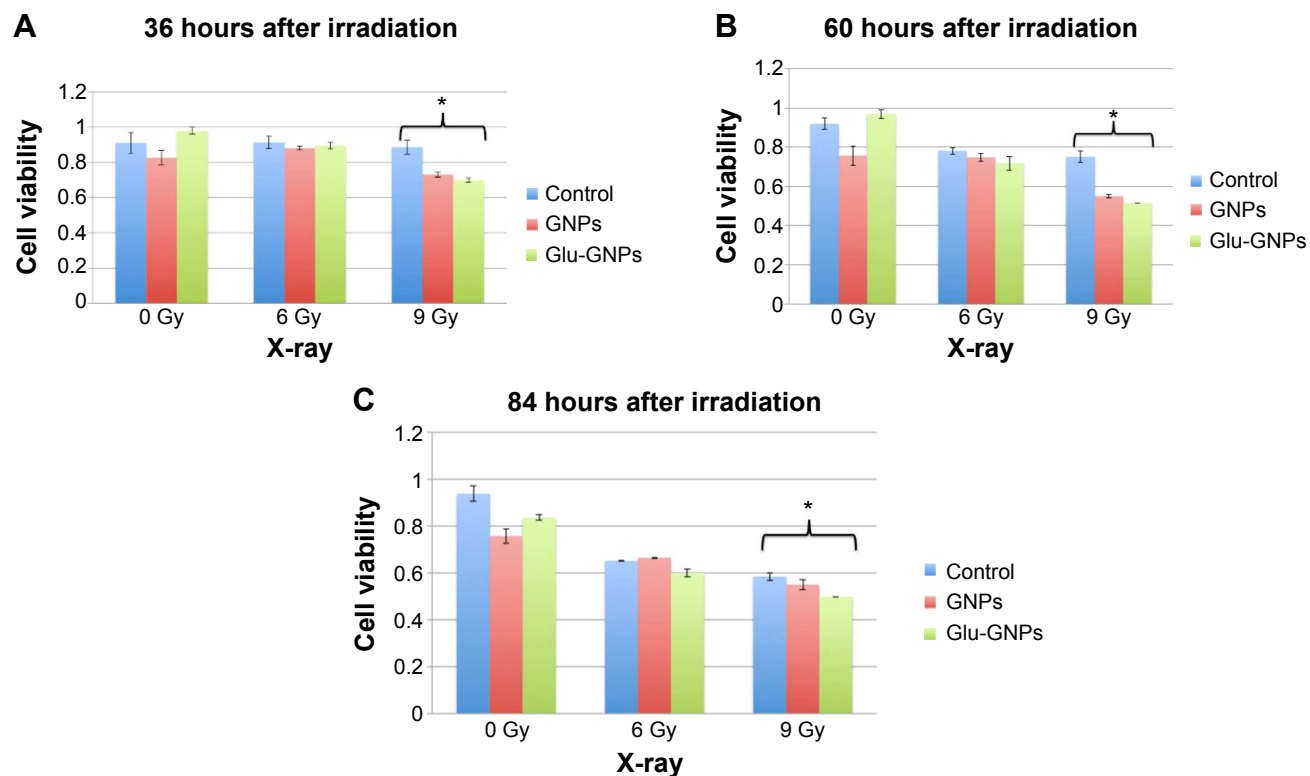 A
36 hours after irradiation
Cell viability
1.2
1
0.8
0.6
0.4
0.2
0
*
0 Gy
6 Gy
9 Gy
X-ray
Control
GNPs
Glu-GNPs
B
60 hours after irradiation
Cell viability
1.2
1
0.8
0.6
0.4
0.2
0
*
0 Gy
6 Gy
9 Gy
X-ray
Control
GNPs
Glu-GNPs
C
84 hours after irradiation
Cell viability
1.2
1
0.8
0.6
0.4
0.2
0
*
0 Gy
6 Gy
9 Gy
X-ray
Control
GNPs
Glu-GNPs